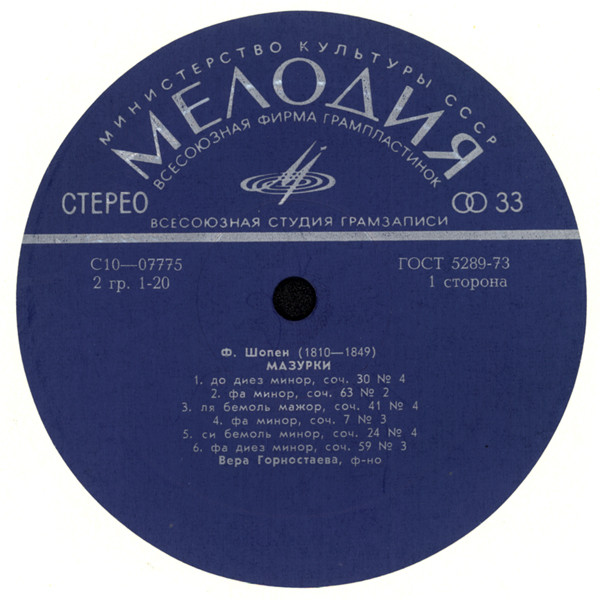 МИНИСТЕРСТВО КУЛЬТУРЫ СССР
МЕЛОДИЯ
ВСЕСОЮЗНАЯ ФИРМА ГРАМПЛАСТИНОК
СТЕРЕО
33
ВСЕСОЮЗНАЯ СТУДИЯ ГРАМЗАПИСИ
С10—07775
ГОСТ 5289-73
2 гр. 1-20
1 сторона
Ф. Шопен (1810—1849)
МАЗУРКИ
1. до диез минор, соч. 30 № 4
2. фа минор, соч. 63 № 2
3. ля бемоль мажор, соч. 41 № 4
4. фа минор, соч. 7 № 3
5. си бемоль минор, соч. 24 № 4
6. фа диез минор, соч. 59 № 3
Вера Горностаева, ф-но